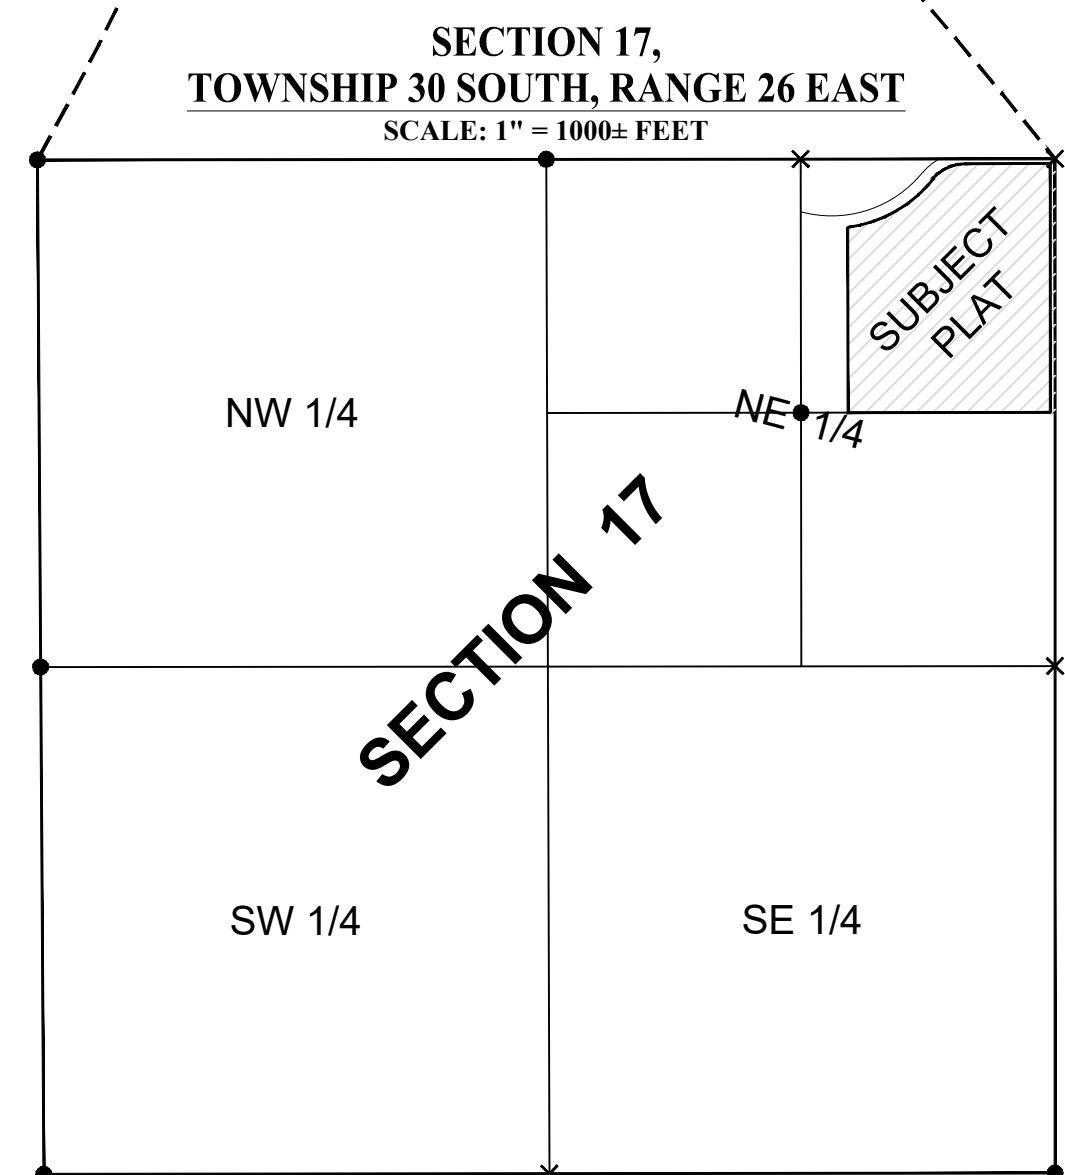 SECTION 17,
TOWNSHIP 30 SOUTH, RANGE 26 EAST
SCALE: 1" = 1000± FEET
SUBJECT
PLAT
NW 1/4
NE 1/4
SECTION 17
SW 1/4
SE 1/4